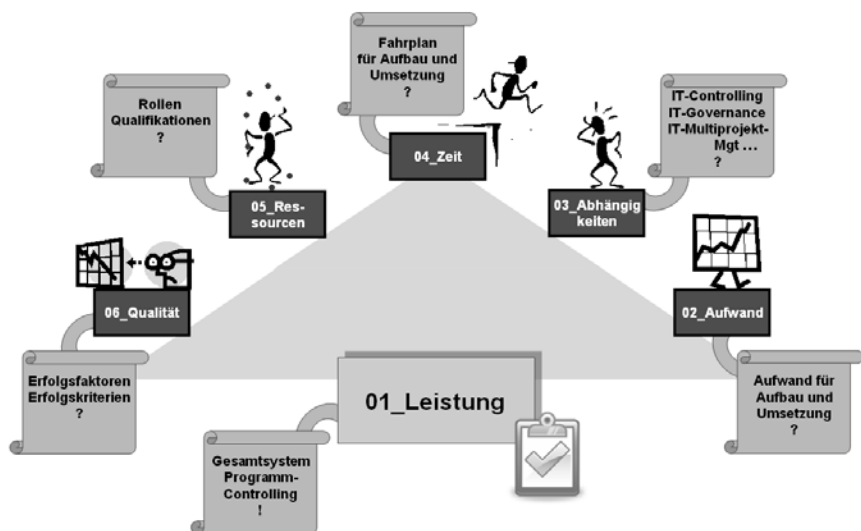 Fahrplan
für Aufbau und
Umsetzung
?
04_Zeit
Rollen
Qualifikationen
?
05_Res-
sourcen
IT-Controlling
IT-Governance
IT-Multiprojekt-
Mgt ...
?
03_Abhängig
keiten
06_Qualität
Erfolgsfaktoren
Erfolgskriterien
?
02_Aufwand
Aufwand für
Aufbau und
Umsetzung
?
01_Leistung
Gesamtsystem
Programm-
Controlling
!